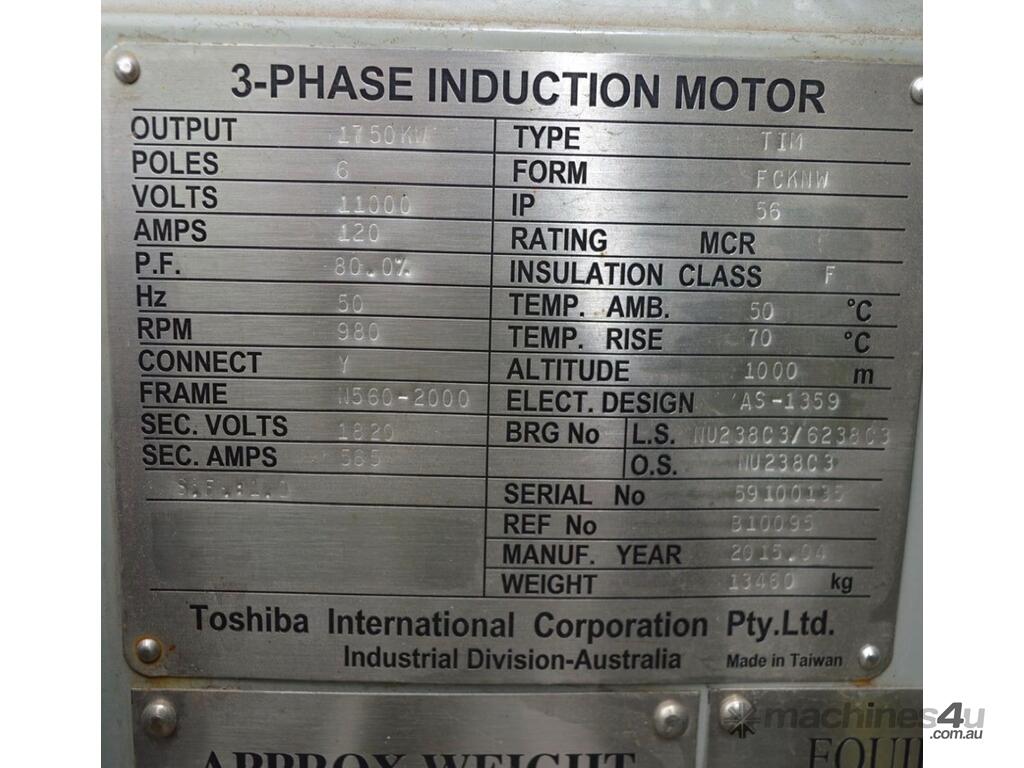 3-PHASE INDUCTION MOTOR
OUTPUT 1750KW
POLES 6
VOLTS 11000
AMPS 120
P.F. 80.0%
Hz 50
RPM 980
CONNECT Y
FRAME N560-2000
SEC. VOLTS 1820
SEC. AMPS 585
S.F.:1.0
TYPE TIM
FORM FCKNW
IP 56
RATING MCR
INSULATION CLASS F
TEMP. AMB. 50 °C
TEMP. RISE 70 °C
ALTITUDE 1000 m
ELECT. DESIGN AS-1359
BRG No L.S. NU238C3/6238C3
O.S. NU238C3
SERIAL No 59100135
REF No B10095
MANUF. YEAR 2015.04
WEIGHT 13460 kg
Toshiba International Corporation Pty.Ltd.
Industrial Division-Australia Made in Taiwan
APPROX WEIGHT
machines4u
.com.au